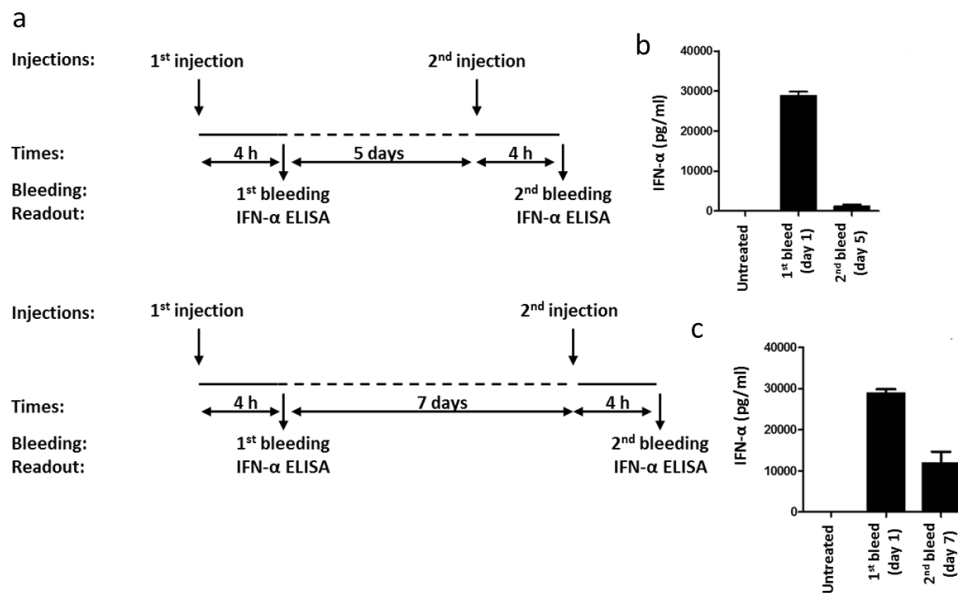 a
Injections: 1st injection 2nd injection
Times: 4 h 5 days 4 h
Bleeding: 1st bleeding 2nd bleeding
Readout: IFN-α ELISA IFN-α ELISA
Injections: 1st injection 2nd injection
Times: 4 h 7 days 4 h
Bleeding: 1st bleeding 2nd bleeding
Readout: IFN-α ELISA IFN-α ELISA
b
IFN-α (pg/ml)
40000
30000
20000
10000
0
Untreated
1st bleed
(day 1)
2nd bleed
(day 5)
c
IFN-α (pg/ml)
40000
30000
20000
10000
0
Untreated
1st bleed
(day 1)
2nd bleed
(day 7)